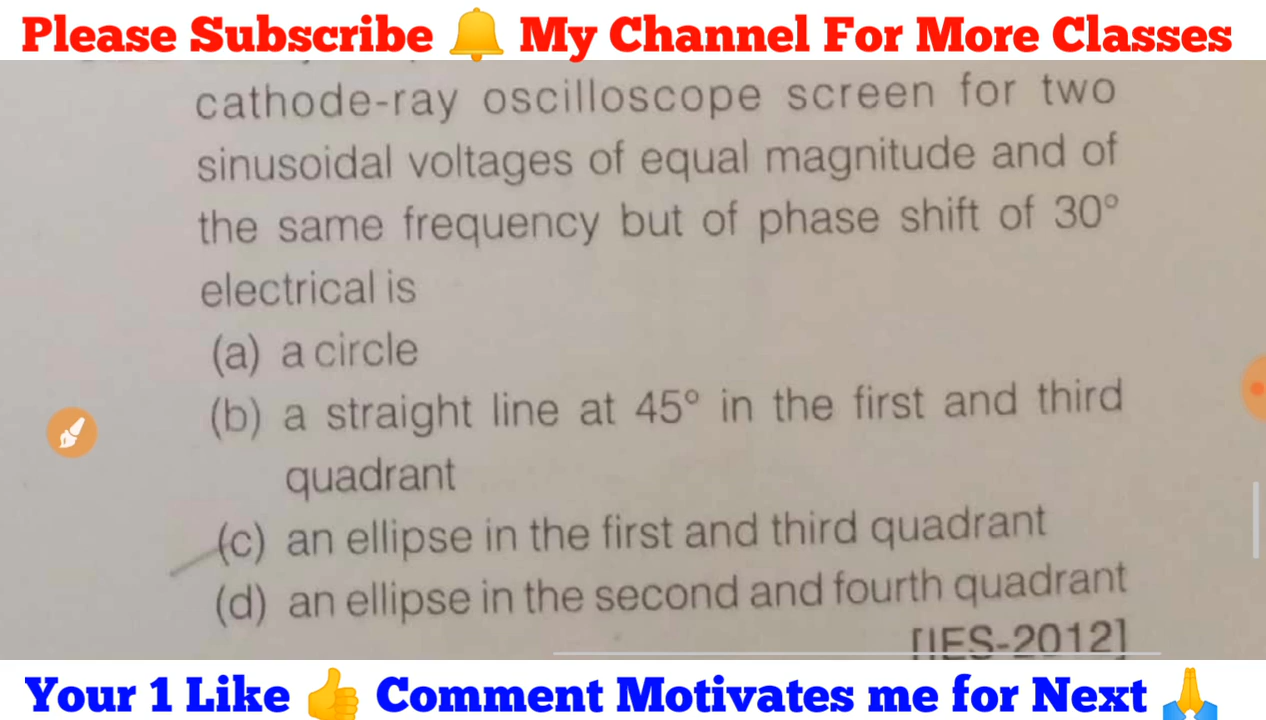 Please Subscribe 🔔 My Channel For More Classes
cathode-ray oscilloscope screen for two
sinusoidal voltages of equal magnitude and of
the same frequency but of phase shift of 30°
electrical is
(a) a circle
(b) a straight line at 45° in the first and third
quadrant
(c) an ellipse in the first and third quadrant
(d) an ellipse in the second and fourth quadrant
[IES-2012]
Your 1 Like 👍 Comment Motivates me for Next 🙏